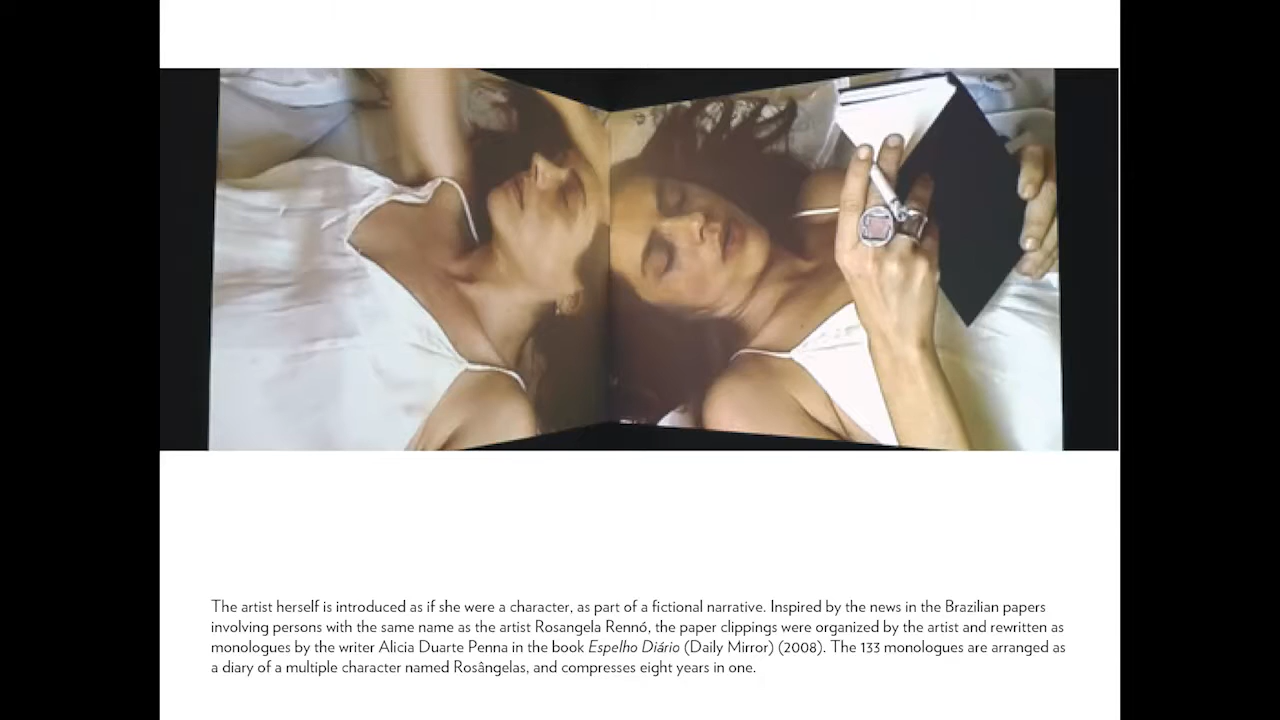 The artist herself is introduced as if she were a character, as part of a fictional narrative. Inspired by the news in the Brazilian papers
involving persons with the same name as the artist Rosangela Rennó, the paper clippings were organized by the artist and rewritten as
monologues by the writer Alicia Duarte Penna in the book Espelho Diário (Daily Mirror) (2008). The 133 monologues are arranged as
a diary of a multiple character named Rosângelas, and compresses eight years in one.